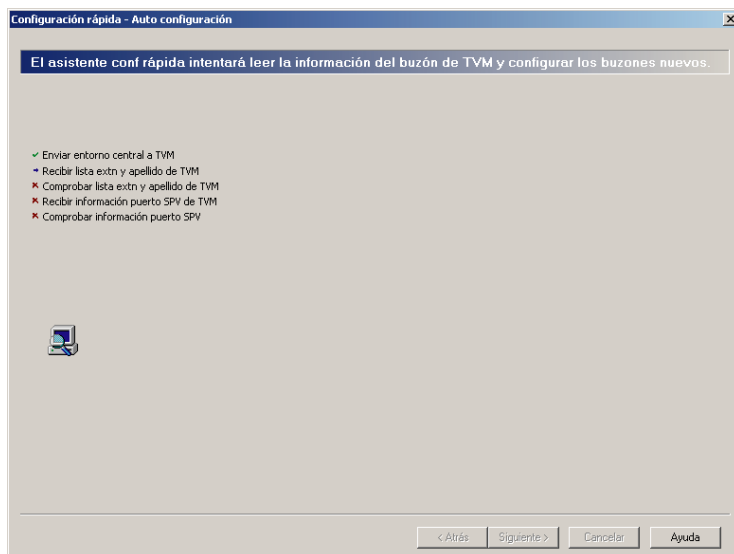 Configuración rápida - Auto configuración
El asistente conf rápida intentará leer la información del buzón de TVM y configurar los buzones nuevos.
Enviar entorno central a TVM
Recibir lista extn y apellido de TVM
Comprobar lista extn y apellido de TVM
Recibir información puerto SPV de TVM
Comprobar información puerto SPV
< Atrás Siguiente > Cancelar Ayuda